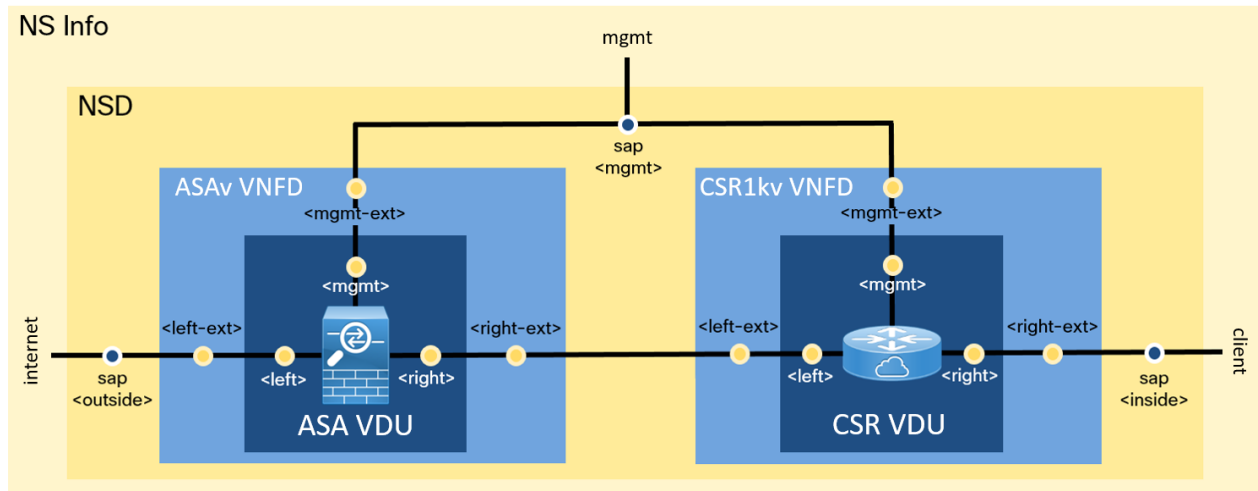 NS Info
mgmt
NSD
sap
<mgmt>
ASAv VNFD
CSR1kv VNFD
<mgmt-ext>
<mgmt-ext>
<mgmt>
<mgmt>
internet
<left-ext>
<right-ext>
<left-ext>
<right-ext>
client
sap
<outside>
<left>
<right>
<left>
<right>
sap
<inside>
ASA VDU
CSR VDU